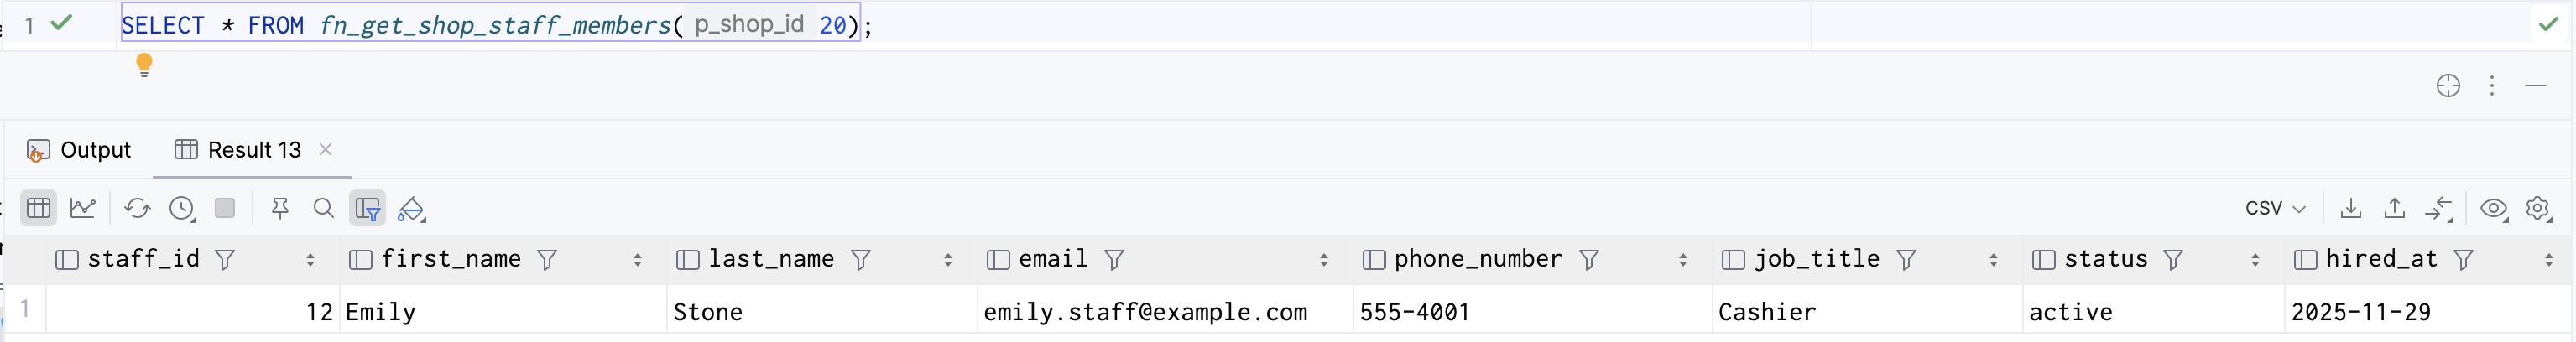 1 SELECT * FROM fn_get_shop_staff_members( p_shop_id 20);
Output Result 13
CSV
staff_id first_name last_name email phone_number job_title status hired_at
1 12 Emily Stone emily.staff@example.com 555-4001 Cashier active 2025-11-29